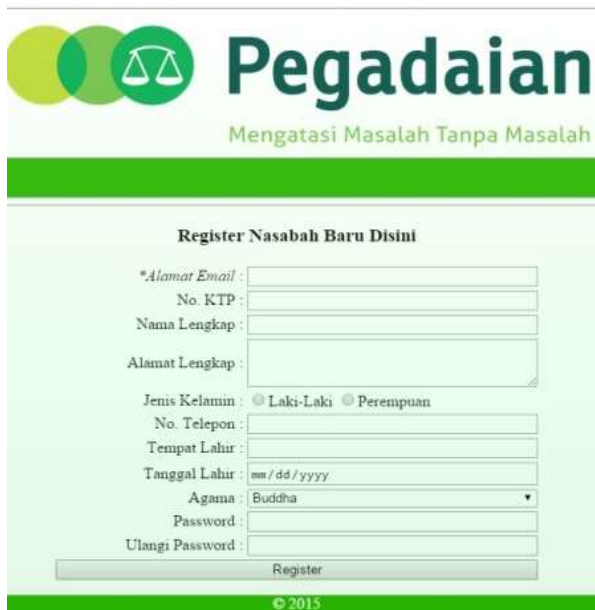 Pegadaian
Mengatasi Masalah Tanpa Masalah
Register Nasabah Baru Disini
*Alamat Email :
No. KTP :
Nama Lengkap :
Alamat Lengkap :
Jenis Kelamin : Laki-Laki Perempuan
No. Telepon :
Tempat Lahir :
Tanggal Lahir : mm/dd/yyyy
Agama : Buddha
Password :
Ulangi Password :
Register
© 2015